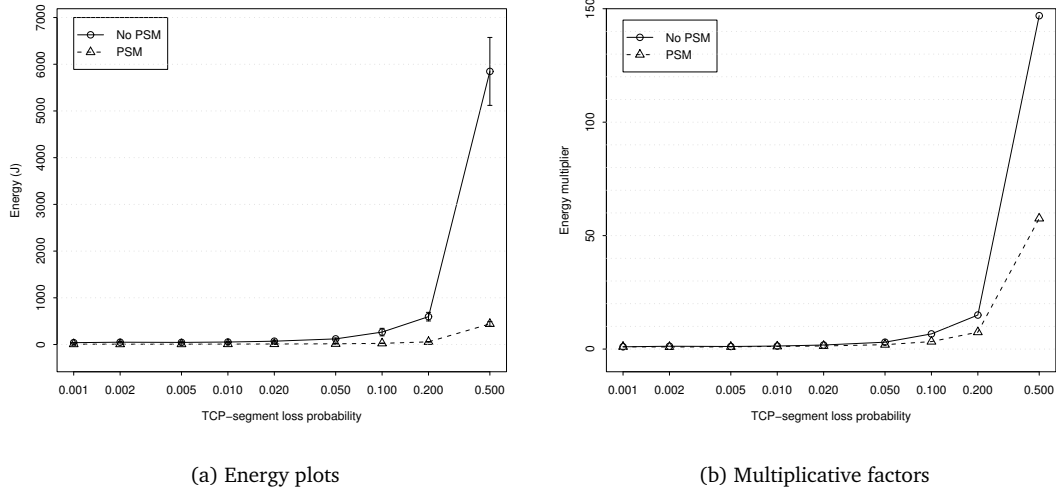 7000
6000
5000
4000
3000
2000
1000
0
Energy (J)
No PSM
PSM
0.001 0.002 0.005 0.010 0.020 0.050 0.100 0.200 0.500
TCP−segment loss probability
(a) Energy plots
150
100
50
0
Energy multiplier
No PSM
PSM
0.001 0.002 0.005 0.010 0.020 0.050 0.100 0.200 0.500
TCP−segment loss probability
(b) Multiplicative factors